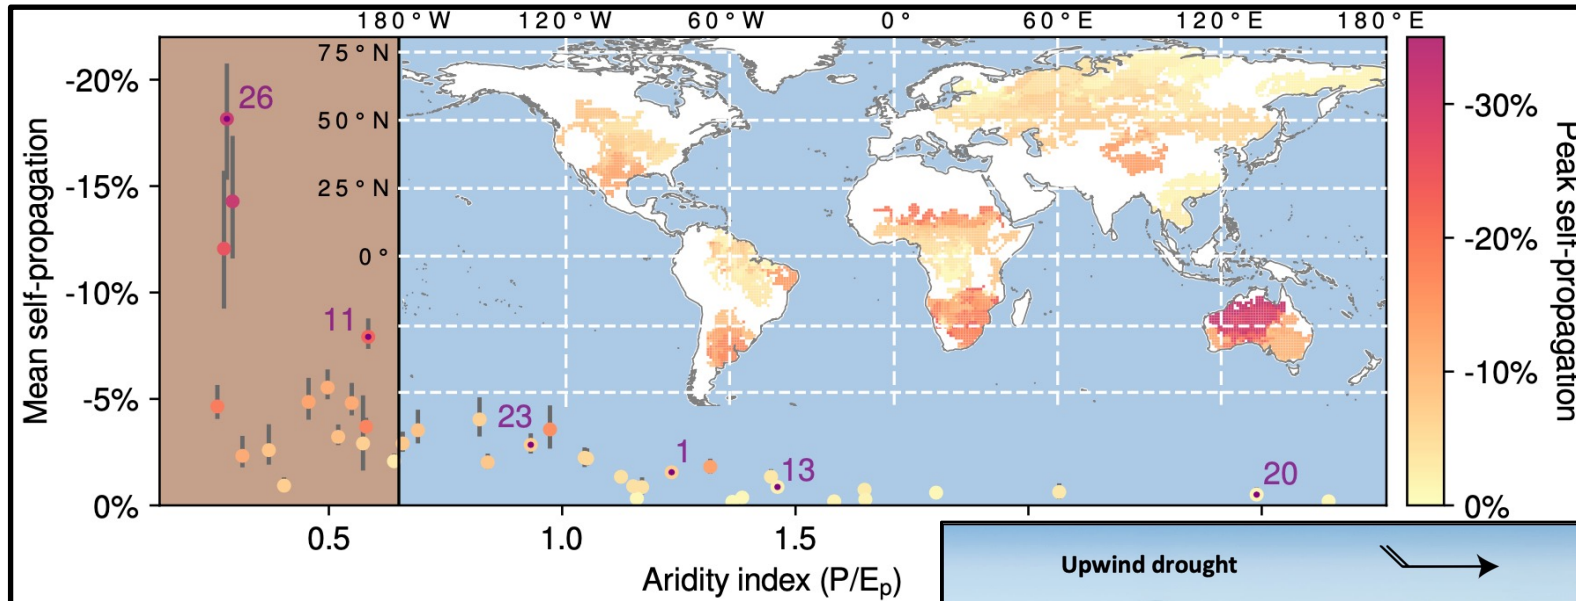 180°W 120°W 60°W 0° 60°E 120°E 180°E
75°N
-20%
26
50°N
-15%
25°N
0°
-10%
11
-5%
23
1
13
20
0%
0.5 1.0 1.5
Mean self-propagation
Aridity index (P/Ep)
-30%
-20%
-10%
0%
Peak self-propagation
Upwind drought